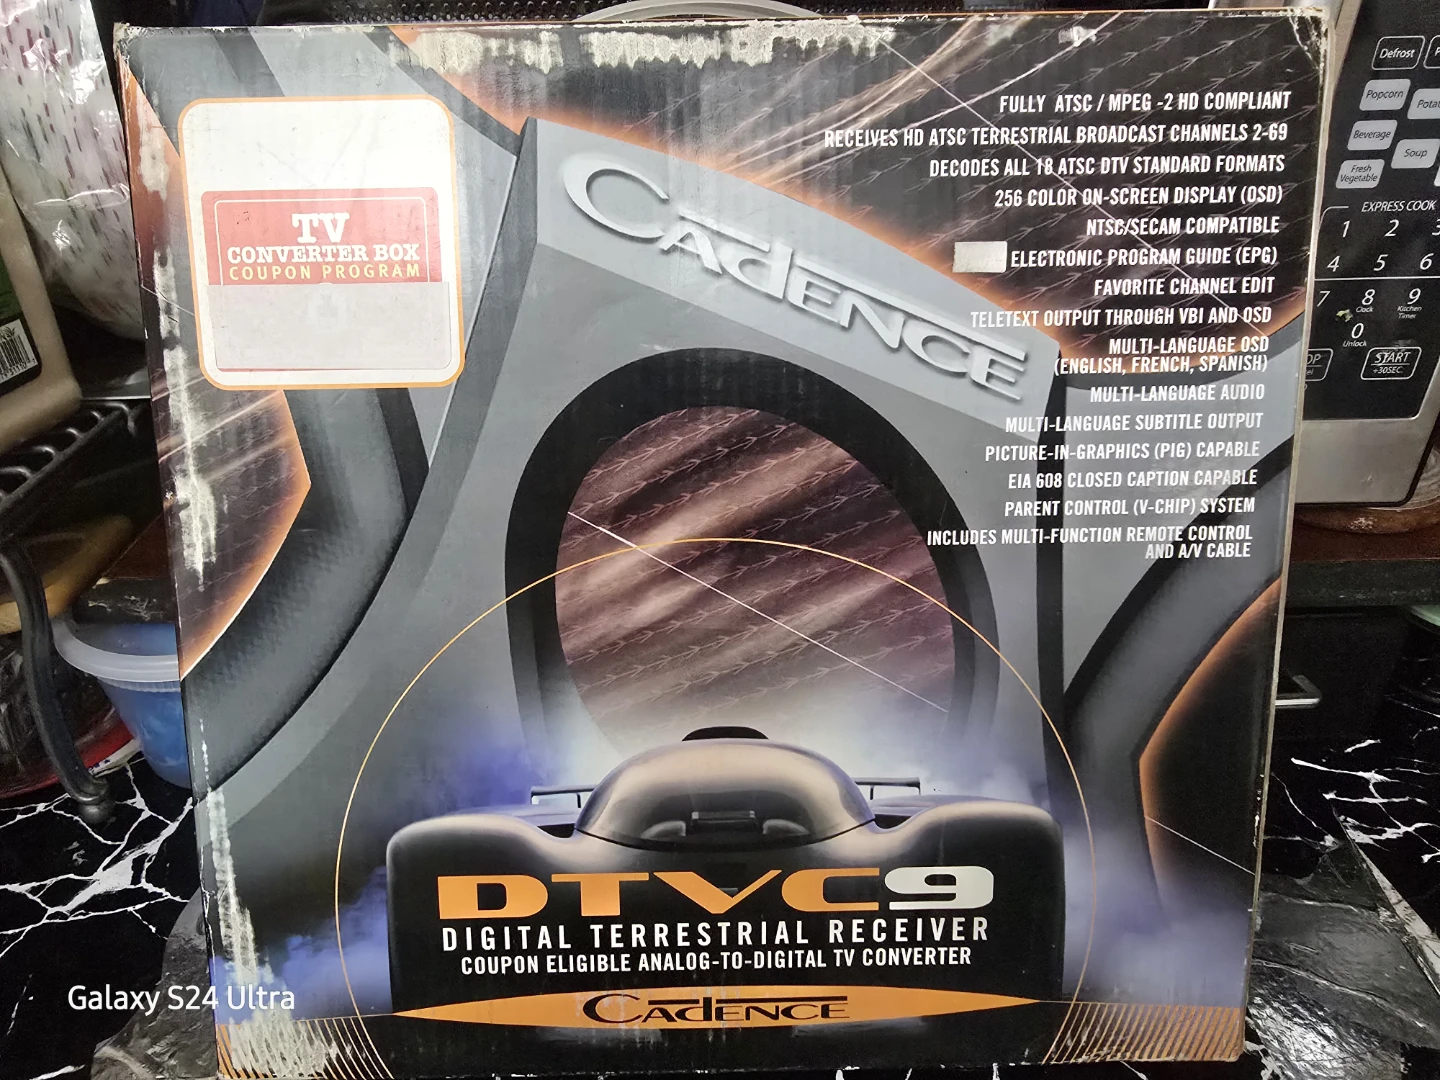 TV
CONVERTER BOX
COUPON PROGRAM
CADENCE
FULLY ATSC / MPEG -2 HD COMPLIANT
RECEIVES HD ATSC TERRESTRIAL BROADCAST CHANNELS 2-69
DECODES ALL 18 ATSC DTV STANDARD FORMATS
256 COLOR ON-SCREEN DISPLAY (OSD)
NTSC/SECAM COMPATIBLE
ELECTRONIC PROGRAM GUIDE (EPG)
FAVORITE CHANNEL EDIT
TELETEXT OUTPUT THROUGH VBI AND OSD
MULTI-LANGUAGE OSD
(ENGLISH, FRENCH, SPANISH)
MULTI-LANGUAGE AUDIO
MULTI-LANGUAGE SUBTITLE OUTPUT
PICTURE-IN-GRAPHICS (PIG) CAPABLE
EIA 608 CLOSED CAPTION CAPABLE
PARENT CONTROL (V-CHIP) SYSTEM
INCLUDES MULTI-FUNCTION REMOTE CONTROL
AND A/V CABLE
DTVC9
DIGITAL TERRESTRIAL RECEIVER
COUPON ELIGIBLE ANALOG-TO-DIGITAL TV CONVERTER
CADENCE
Defrost
Popcorn
Beverage
Soup
Fresh
Vegetable
EXPRESS COOK
1 2 3
4 5 6
7 8 9
Clock Kitchen
Timer
0
Unlock
START
+30SEC.
Galaxy S24 Ultra